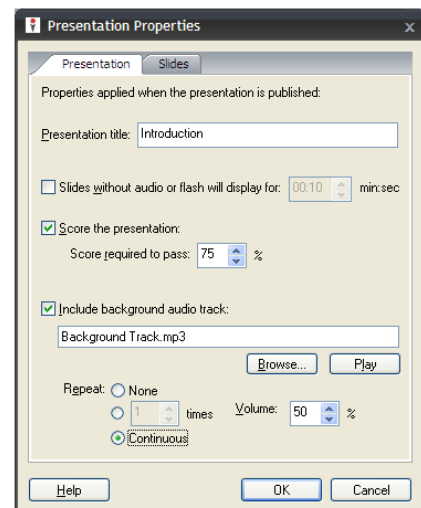 Presentation Properties x
Presentation Slides
Properties applied when the presentation is published:
Presentation title: Introduction
Slides without audio or flash will display for: 00:10 min:sec
Score the presentation:
Score required to pass: 75 %
Include background audio track:
Background Track.mp3
Browse... Play
Repeat: None
1 times Volume: 50 %
Continuous
Help OK Cancel